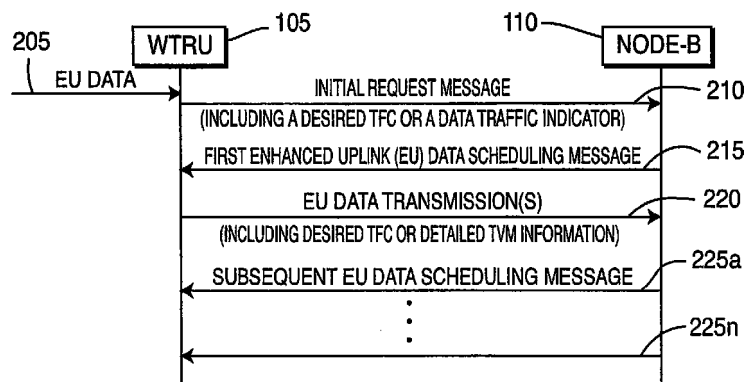 WTRU
105
110
NODE-B
205
EU DATA
INITIAL REQUEST MESSAGE
210
(INCLUDING A DESIRED TFC OR A DATA TRAFFIC INDICATOR)
FIRST ENHANCED UPLINK (EU) DATA SCHEDULING MESSAGE
215
EU DATA TRANSMISSION(S)
220
(INCLUDING DESIRED TFC OR DETAILED TVM INFORMATION)
SUBSEQUENT EU DATA SCHEDULING MESSAGE
225a
225n